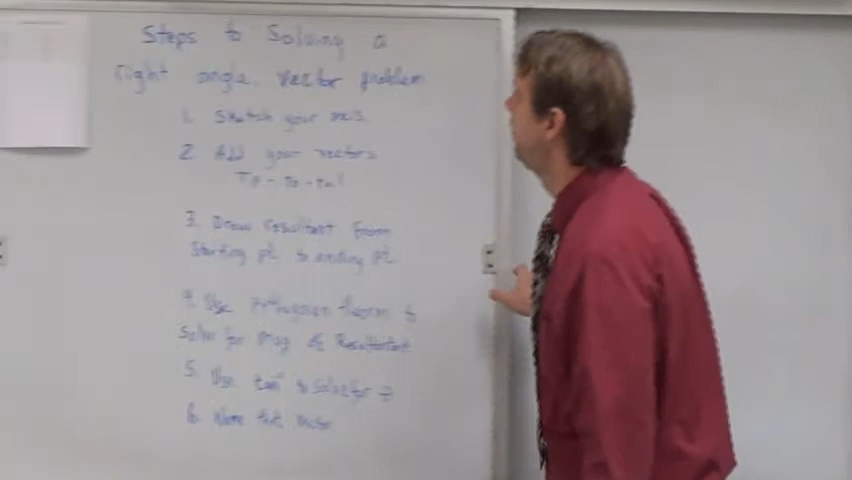 Steps to Solving a
right angle vector problem
1. Sketch your axis
2. Add your vectors
Tip-To-Tail
3. Draw resultant from
Starting pt to ending pt.
4. Use Pythagorean theorem to
Solve for Mag of Resultant
5. Use tan⁻¹ to solve for
6. Name that vector